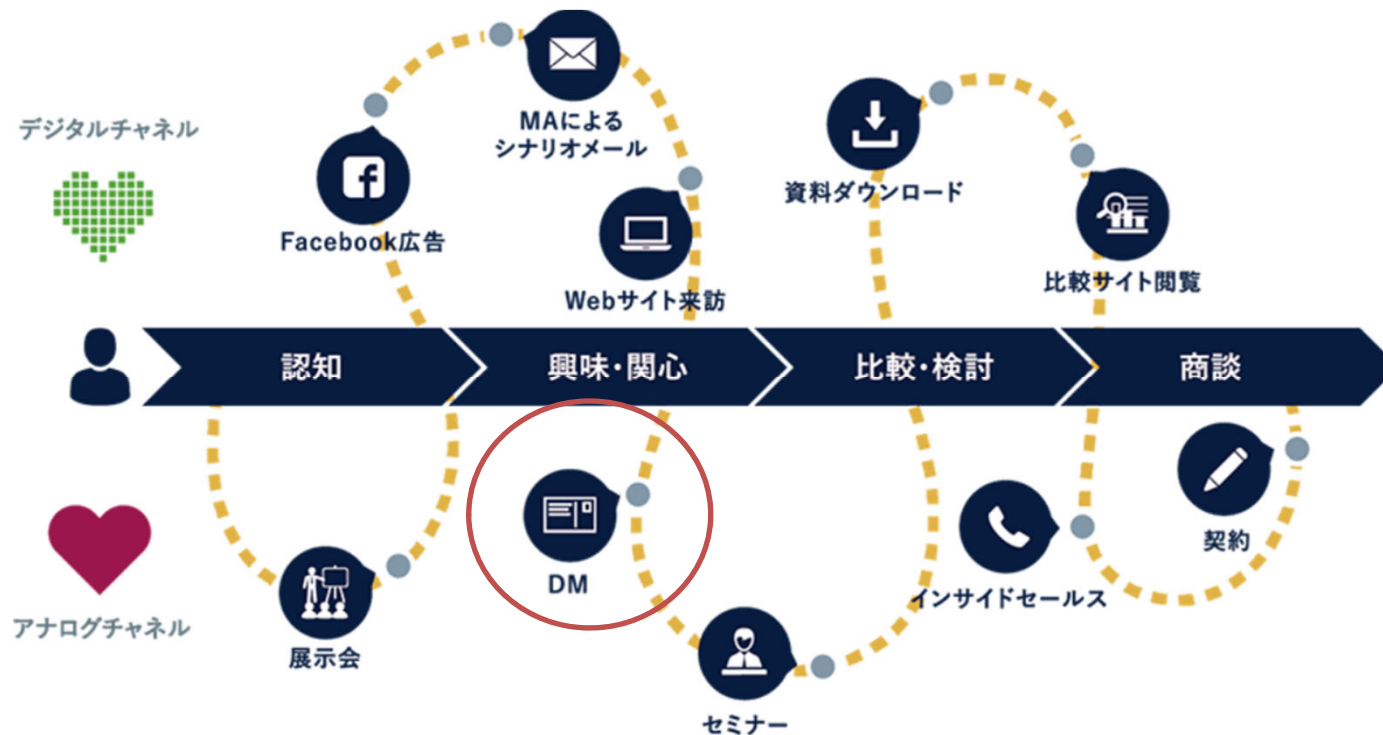 デジタルチャネル
MAによる
シナリオメール
Facebook広告
Webサイト来訪
資料ダウンロード
比較サイト閲覧
認知
興味・関心
比較・検討
商談
アナログチャネル
展示会
DM
セミナー
インサイドセールス
契約